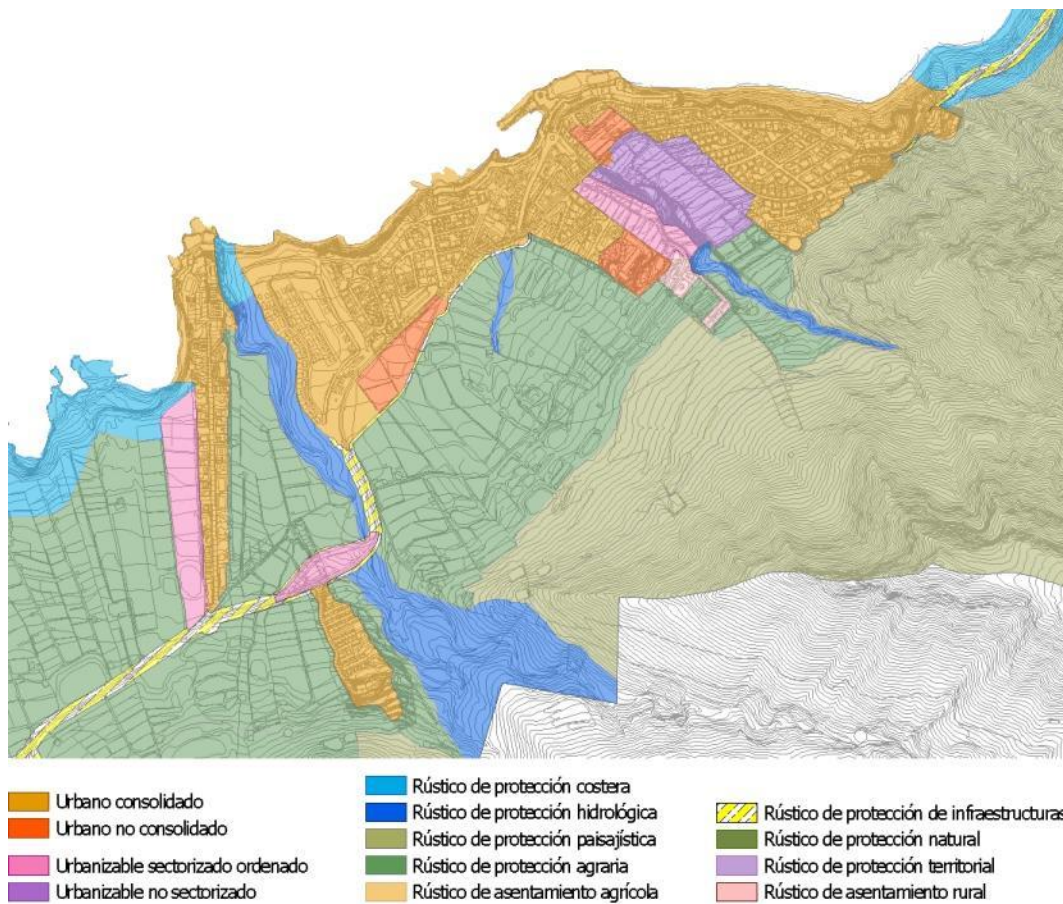 Urbano consolidado
Urbano no consolidado
Urbanizable sectorizado ordenado
Urbanizable no sectorizado
Rústico de protección costera
Rústico de protección hidrológica
Rústico de protección paisajística
Rústico de protección agraria
Rústico de asentamiento agrícola
Rústico de protección de infraestructuras
Rústico de protección natural
Rústico de protección territorial
Rústico de asentamiento rural